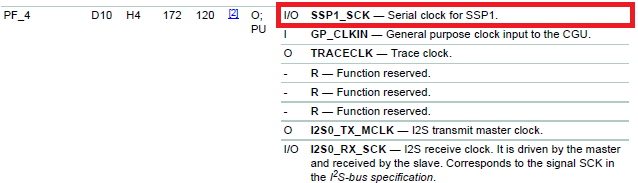 PF_4 D10 H4 172 120 [2] O; PU I/O SSP1_SCK — Serial clock for SSP1.
I GP_CLKIN — General purpose clock input to the CGU.
O TRACECLK — Trace clock.
- R — Function reserved.
- R — Function reserved.
- R — Function reserved.
O I2S0_TX_MCLK — I2S transmit master clock.
I/O I2S0_RX_SCK — I2S receive clock. It is driven by the master
and received by the slave. Corresponds to the signal SCK in
the I²S-bus specification.